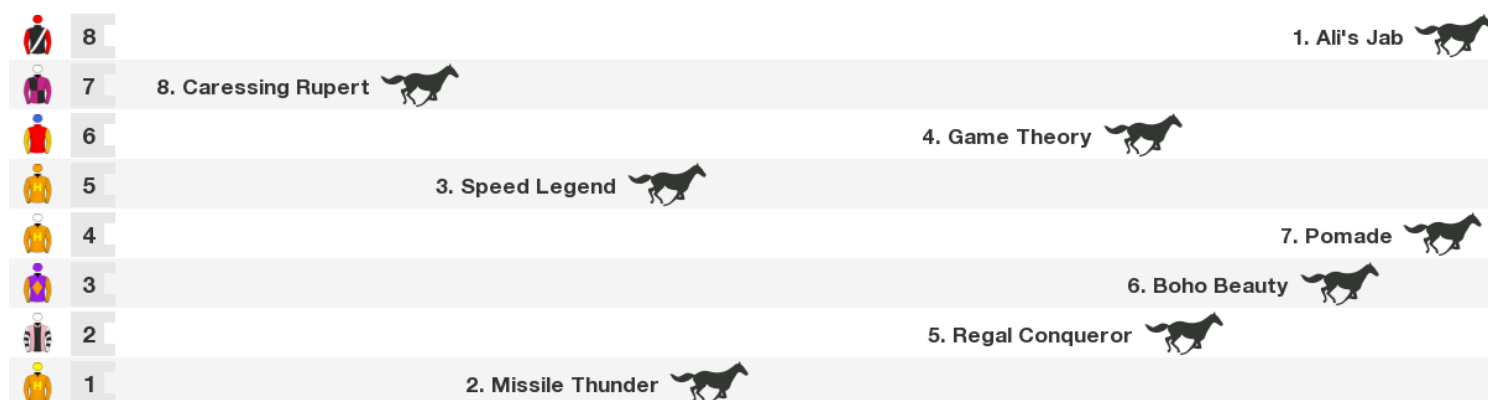 8 1. Ali's Jab
7 8. Caressing Rupert
6 4. Game Theory
H 5 3. Speed Legend
H 4 7. Pomade
3 6. Boho Beauty
2 5. Regal Conqueror
H 1 2. Missile Thunder